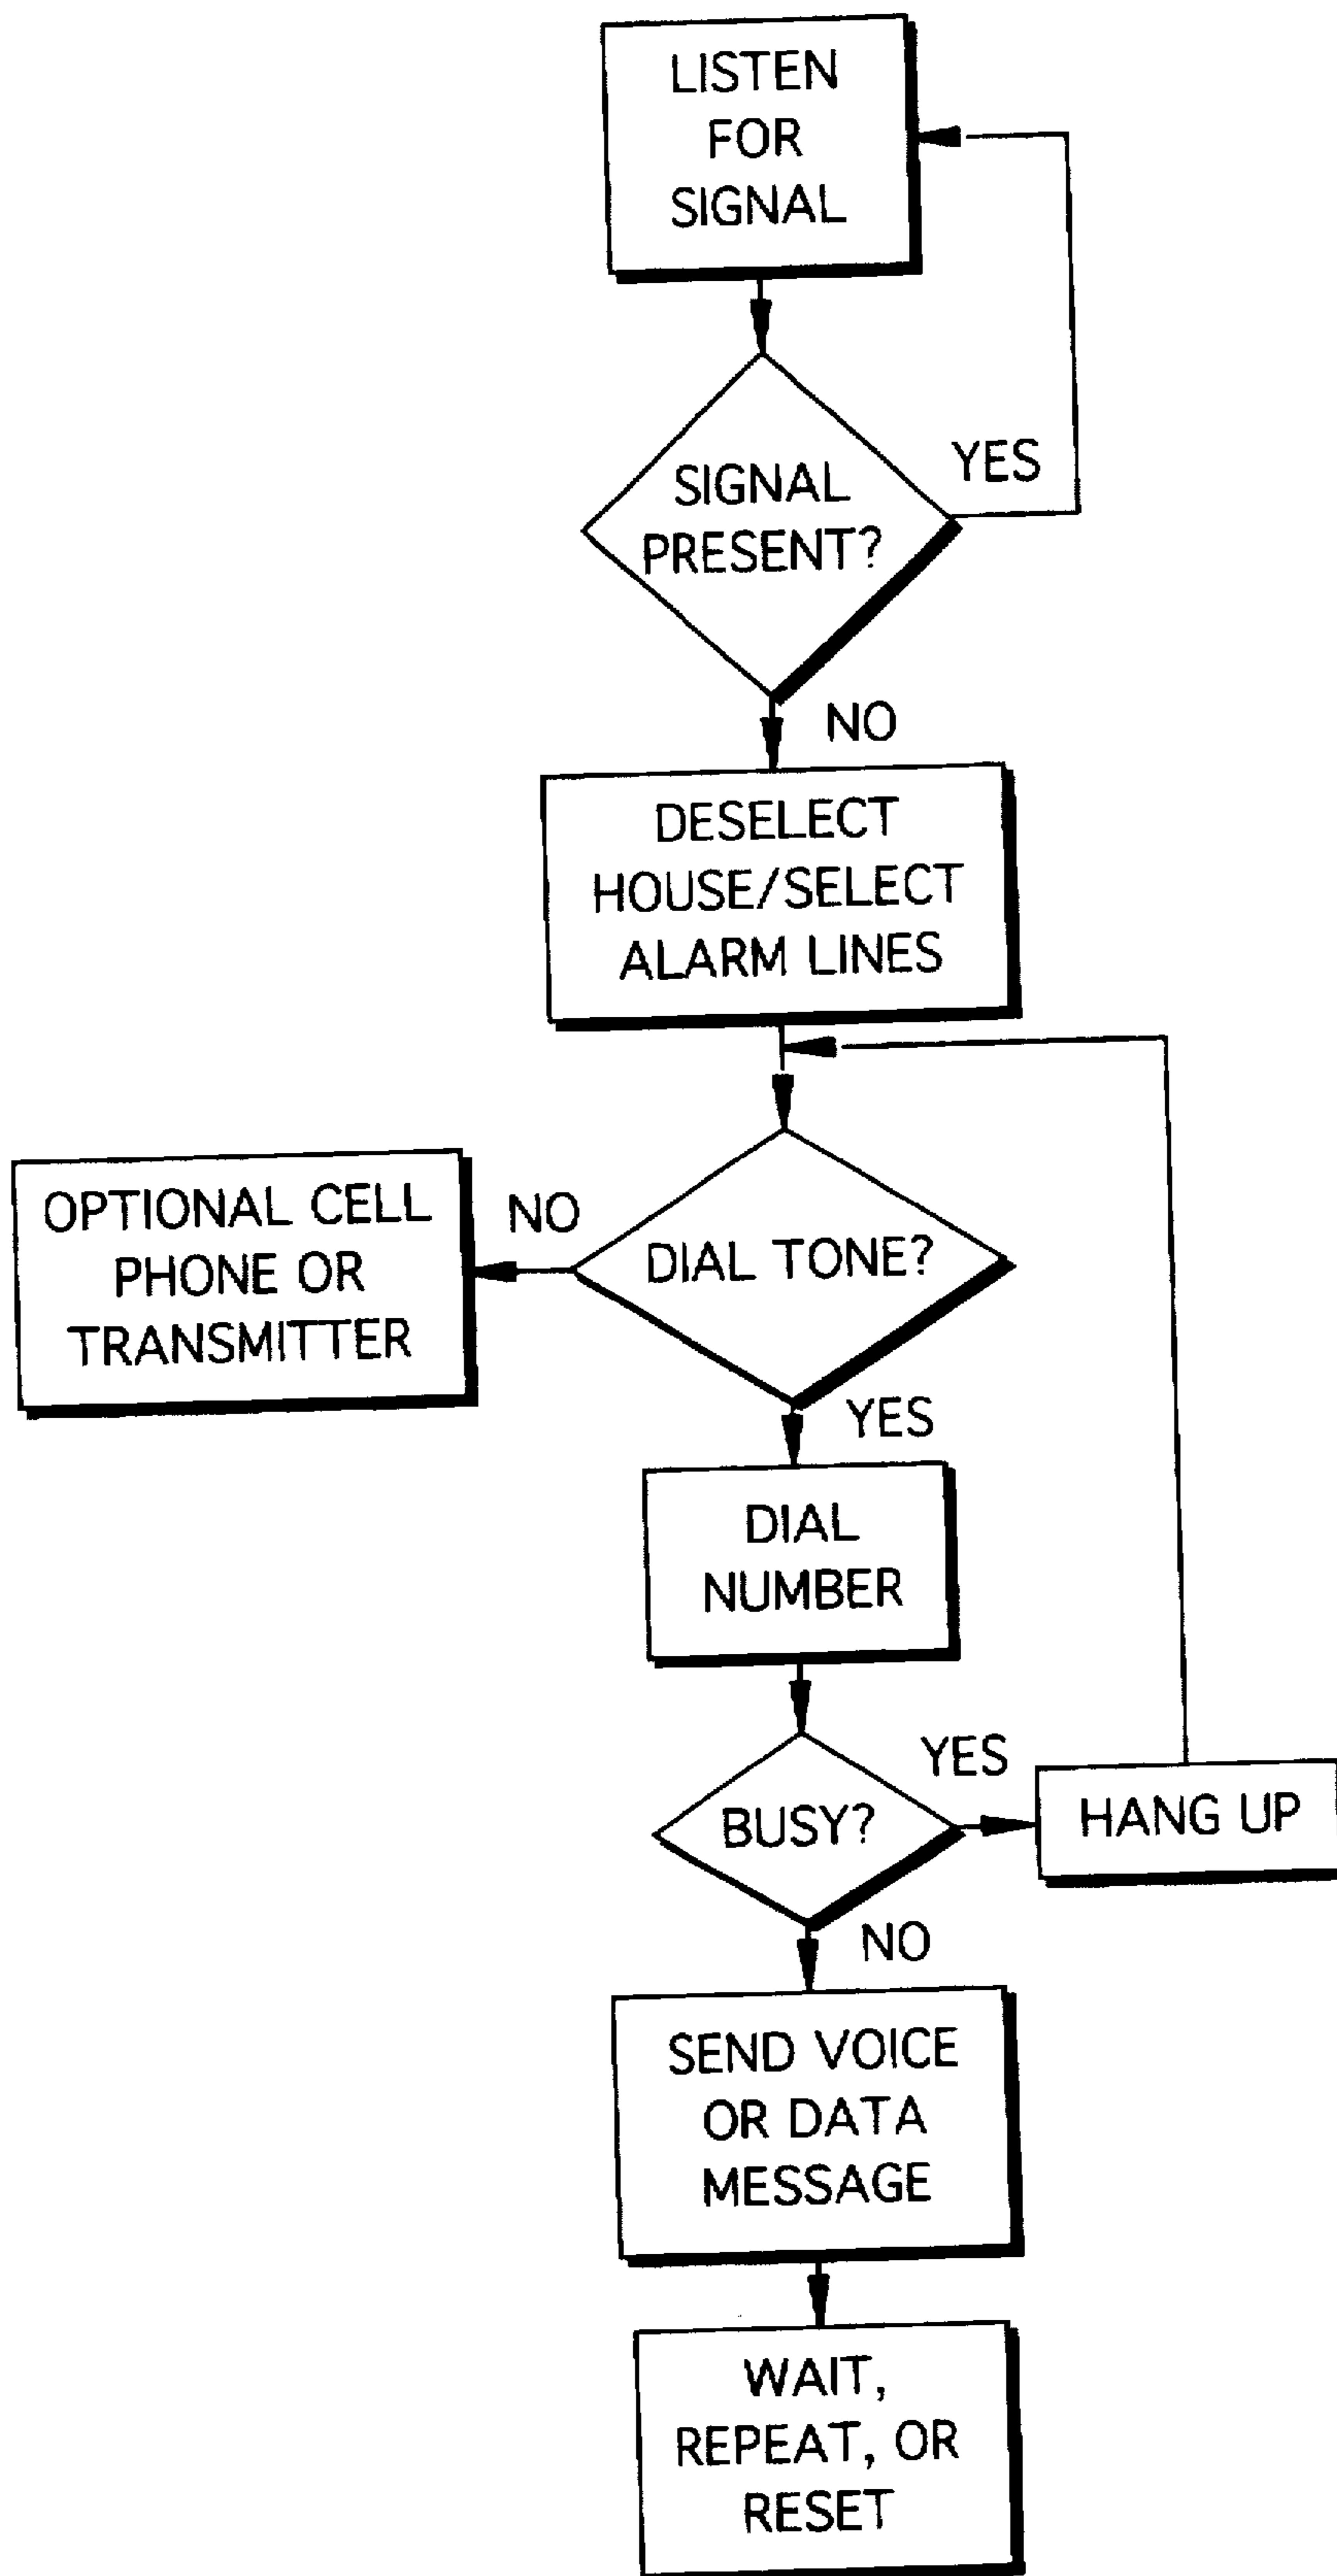 LISTEN
FOR
SIGNAL
YES
SIGNAL
PRESENT?
NO
DESELECT
HOUSE/SELECT
ALARM LINES
OPTIONAL CELL
PHONE OR
TRANSMITTER
NO
DIAL TONE?
YES
DIAL
NUMBER
YES
BUSY?
HANG UP
NO
SEND VOICE
OR DATA
MESSAGE
WAIT,
REPEAT, OR
RESET